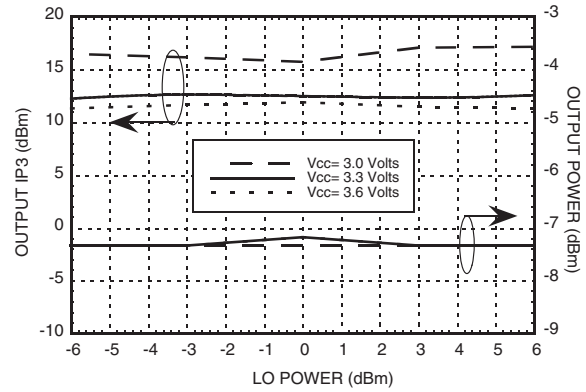 20
15
10
5
0
-5
-10
OUTPUT IP3 (dBm)
Vcc= 3.0 Volts
Vcc= 3.3 Volts
Vcc= 3.6 Volts
-3
-4
-5
-6
-7
-8
-9
OUTPUT POWER (dBm)
-6 -5 -4 -3 -2 -1 0 1 2 3 4 5 6
LO POWER (dBm)